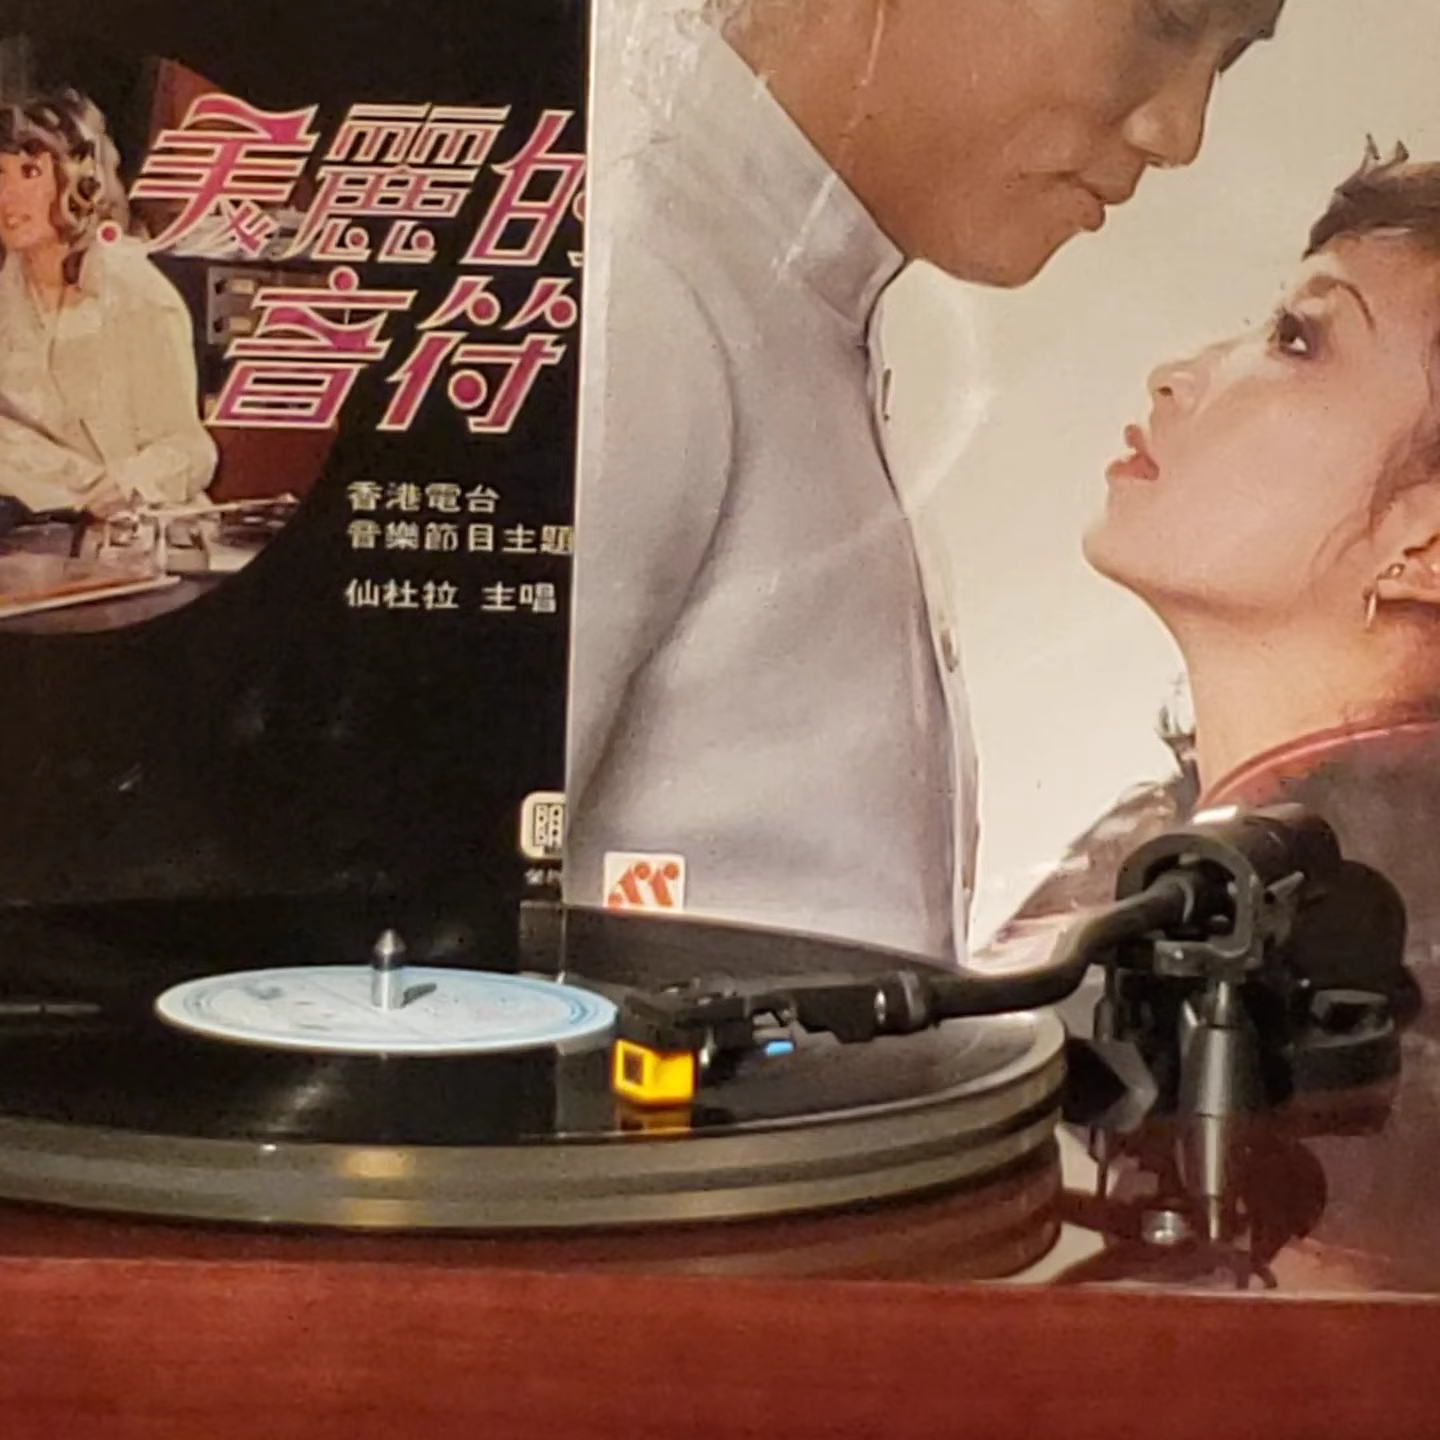 美麗的
音符
香港電台
音樂節目主題
仙杜拉 主唱